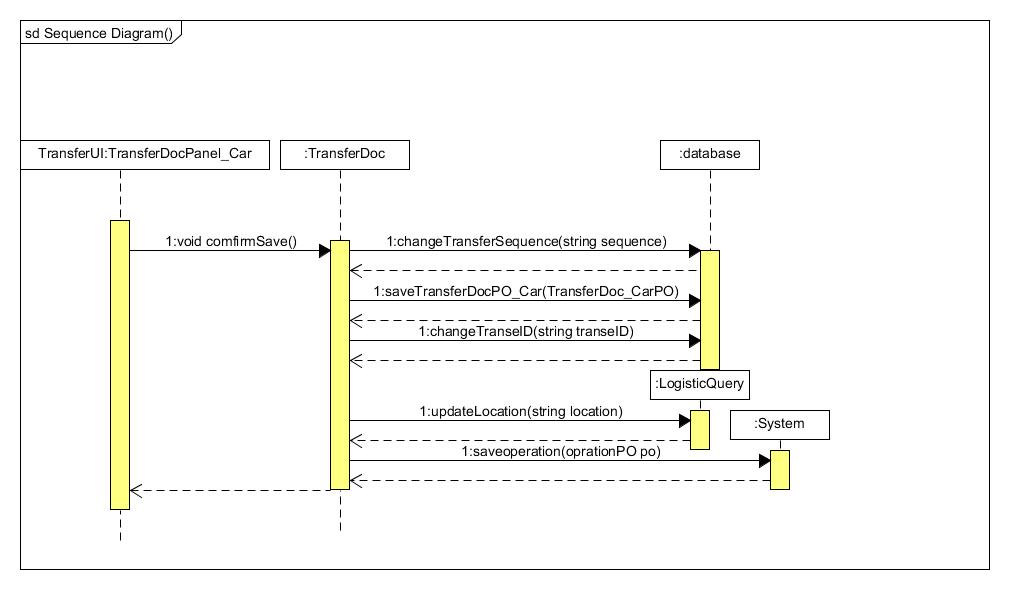 sd Sequence Diagram()
TransferUI:TransferDocPanel_Car
:TransferDoc
:database
1:void comfirmSave()
1:changeTransferSequence(string sequence)
1:saveTransferDocPO_Car(TransferDoc_CarPO)
1:changeTranseID(string transeID)
:LogisticQuery
1:updateLocation(string location)
:System
1:saveoperation(oprationPO po)